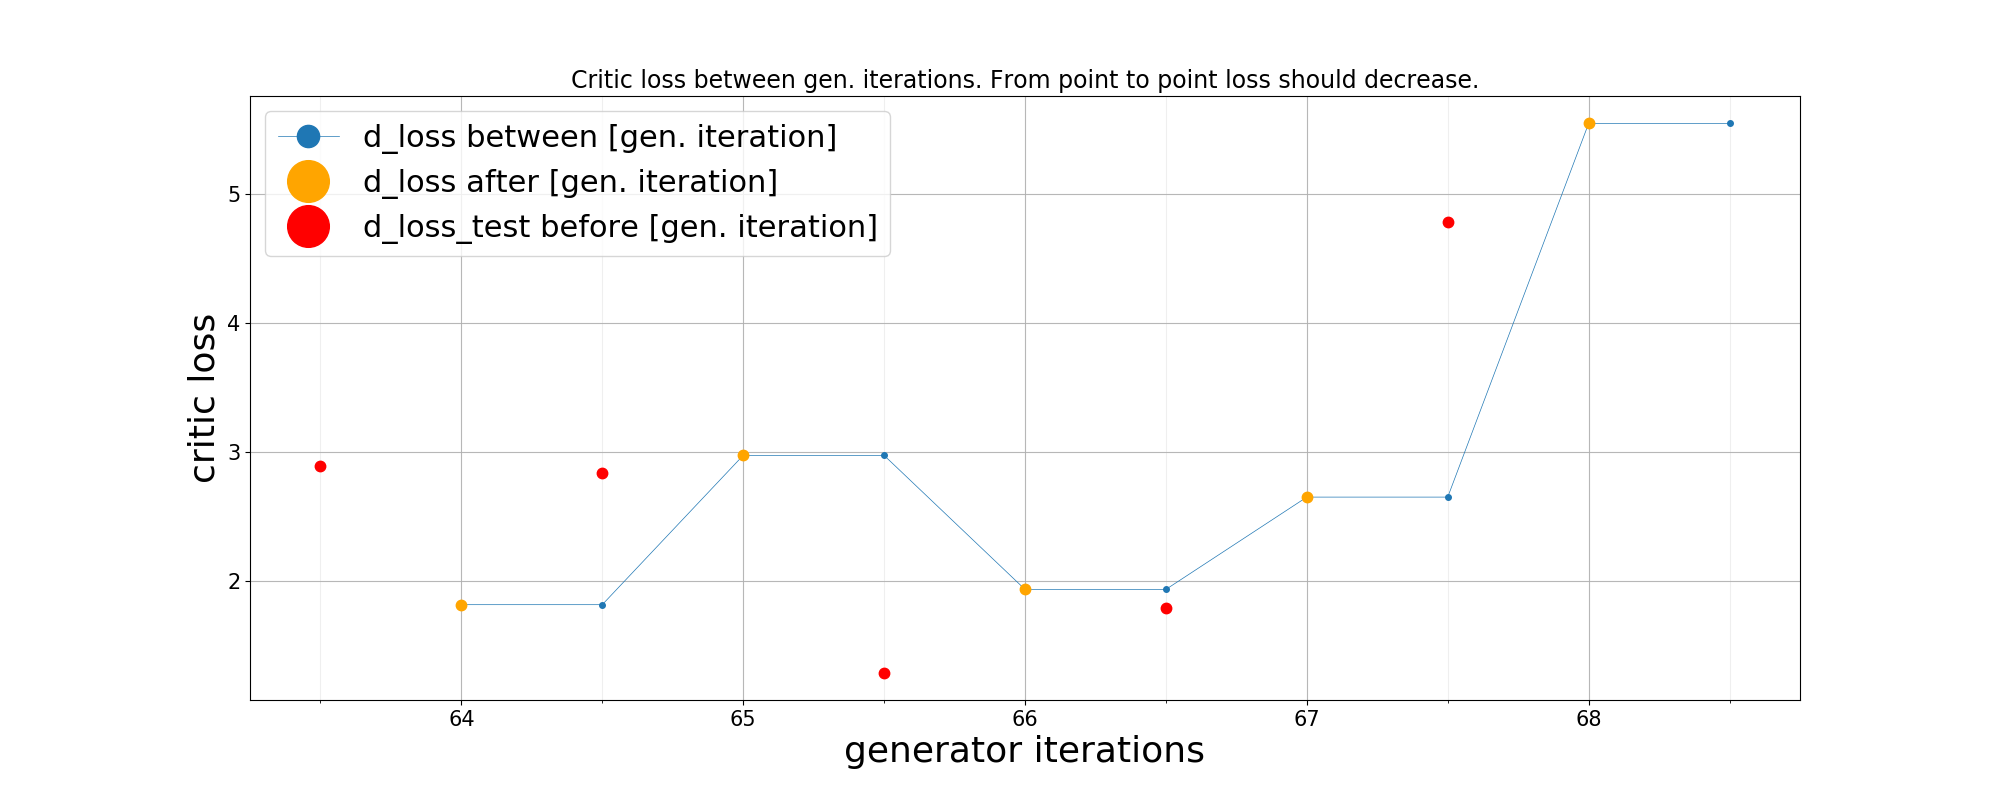 Critic loss between gen. iterations. From point to point loss should decrease.
d_loss between [gen. iteration]
d_loss after [gen. iteration]
d_loss_test before [gen. iteration]
critic loss
5
4
3
2
64 65 66 67 68
generator iterations